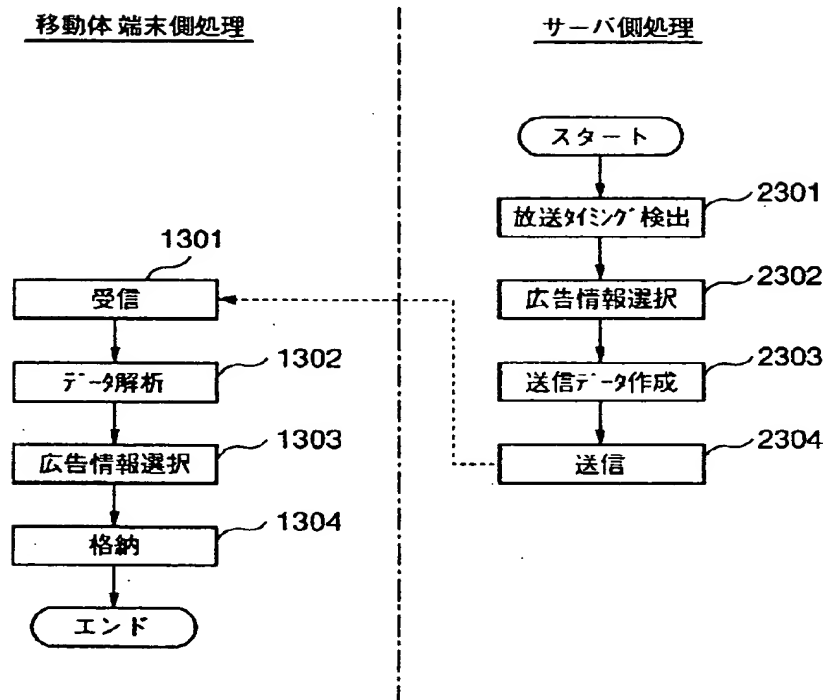 移動体端末側処理
サーバ側処理
スタート
2301
放送ﾀｲﾐﾝｸﾞ検出
2302
広告情報選択
2303
送信ﾃﾞｰﾀ作成
2304
送信
1301
受信
1302
ﾃﾞｰﾀ解析
1303
広告情報選択
1304
格納
エンド